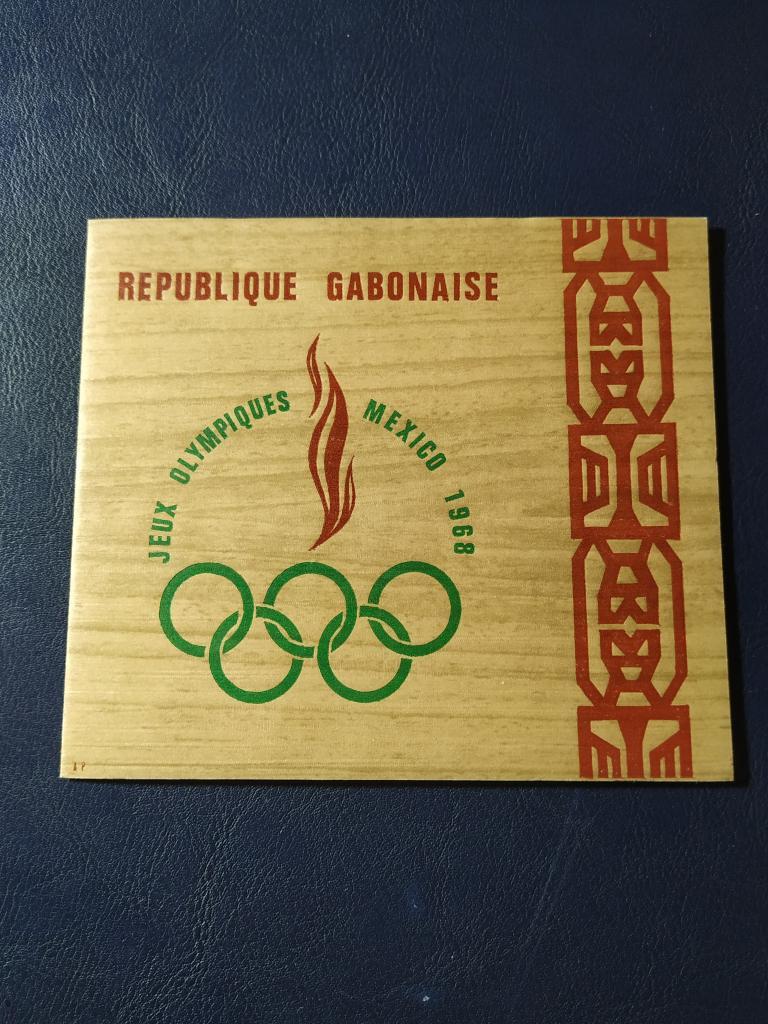 REPUBLIQUE GABONAISE
JEUX OLYMPIQUES MEXICO 1968